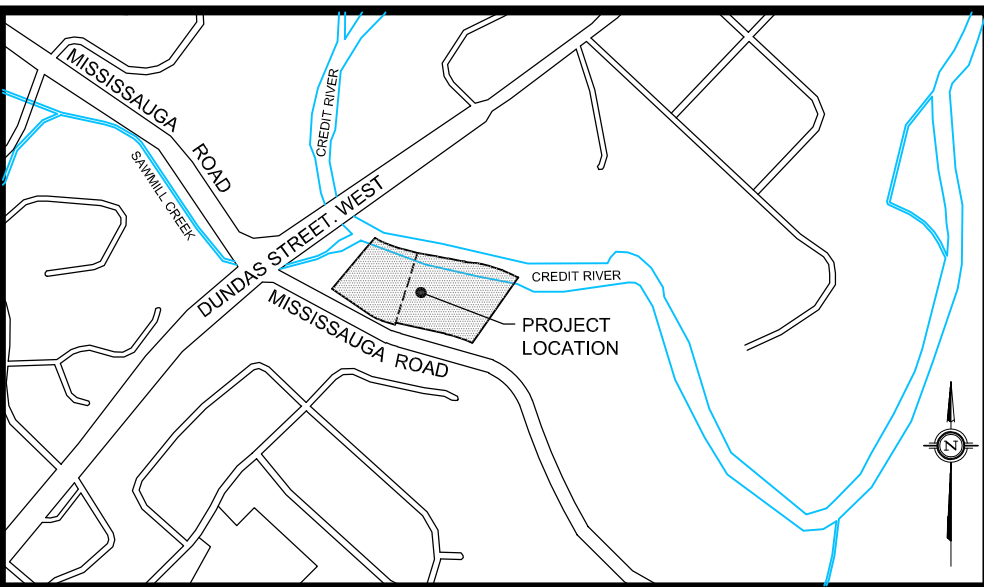 MISSISSAUGA ROAD
CREDIT RIVER
SAWMILL CREEK
DUNDAS STREET. WEST
CREDIT RIVER
MISSISSAUGA ROAD
PROJECT
LOCATION
N